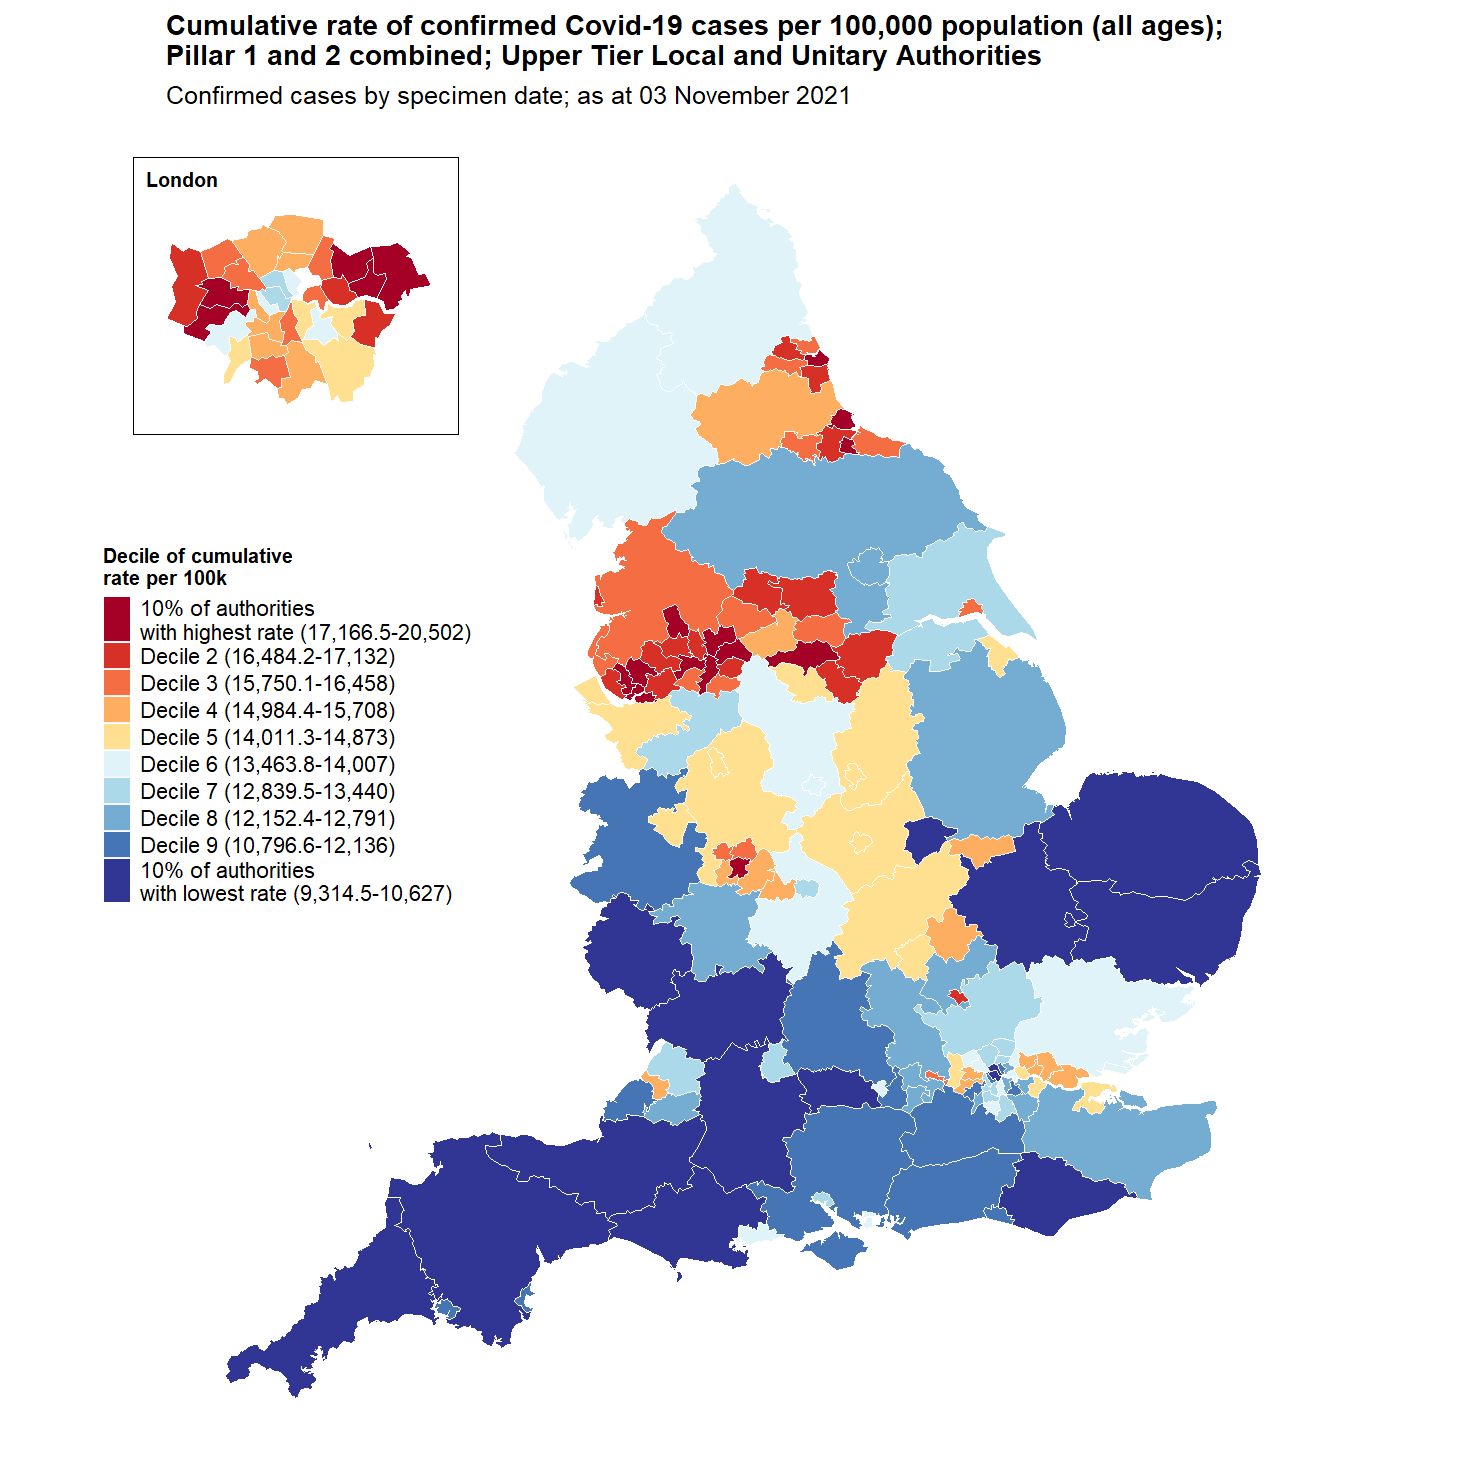 Cumulative rate of confirmed Covid-19 cases per 100,000 population (all ages);
Pillar 1 and 2 combined; Upper Tier Local and Unitary Authorities
Confirmed cases by specimen date; as at 03 November 2021
London
Decile of cumulative
rate per 100k
10% of authorities
with highest rate (17,166.5-20,502)
Decile 2 (16,484.2-17,132)
Decile 3 (15,750.1-16,458)
Decile 4 (14,984.4-15,708)
Decile 5 (14,011.3-14,873)
Decile 6 (13,463.8-14,007)
Decile 7 (12,839.5-13,440)
Decile 8 (12,152.4-12,791)
Decile 9 (10,796.6-12,136)
10% of authorities
with lowest rate (9,314.5-10,627)